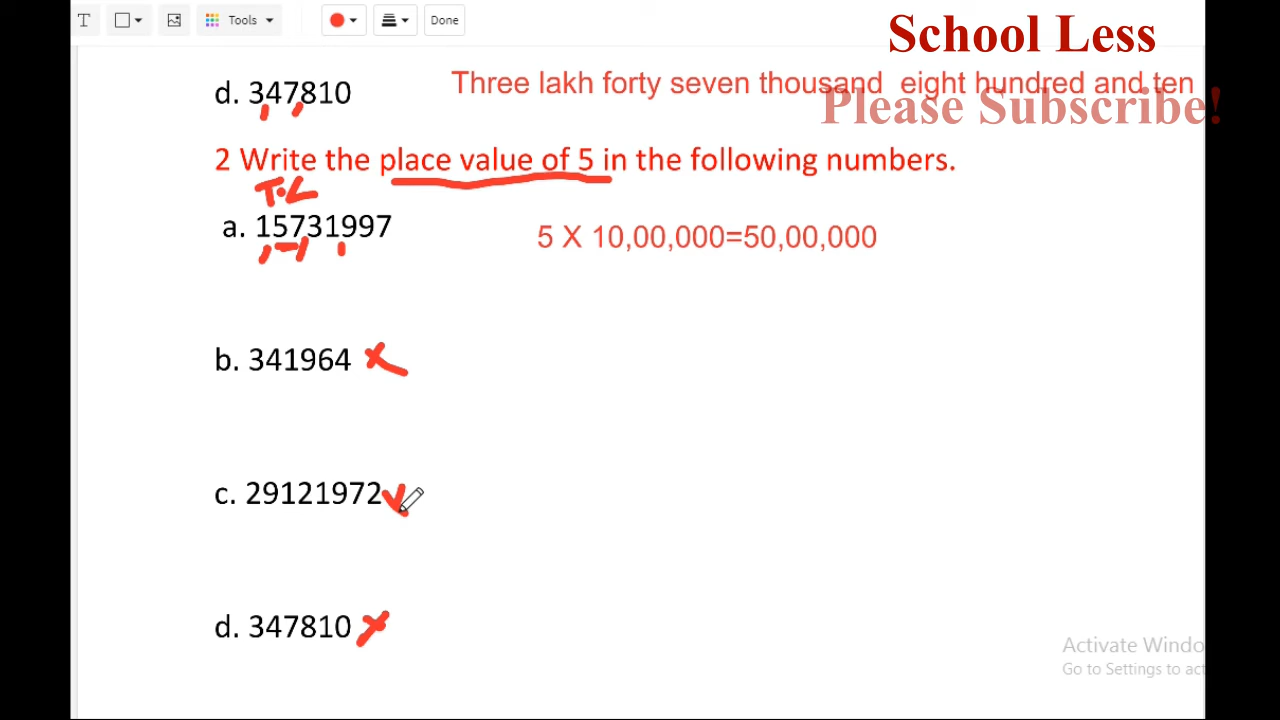 T
Tools
Done
School Less
d. 347810
Three lakh forty seven thousand eight hundred and ten
Please Subscribe!
2 Write the place value of 5 in the following numbers.
T.L
a. 15731997
5 X 10,00,000=50,00,000
b. 341964
c. 29121972
d. 347810
Activate Windo
Go to Settings to act